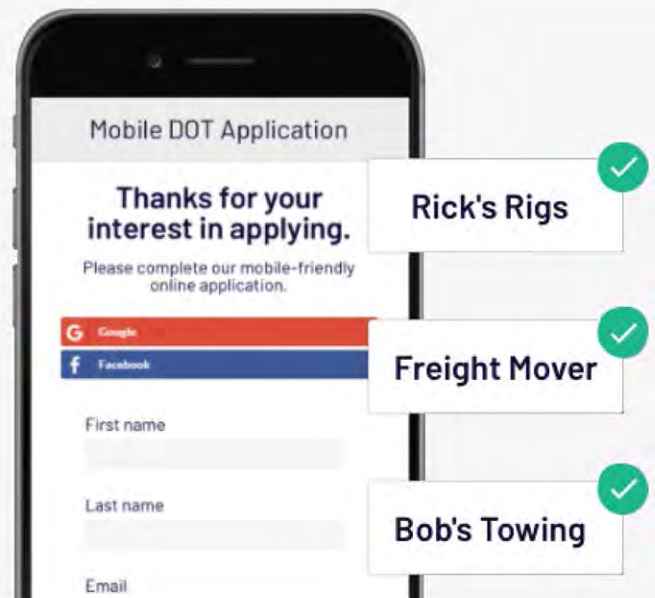 Mobile DOT Application
Thanks for your
interest in applying.
Please complete our mobile-friendly
online application.
G Google
f Facebook
First name
Last name
Email
Rick's Rigs
Freight Mover
Bob's Towing